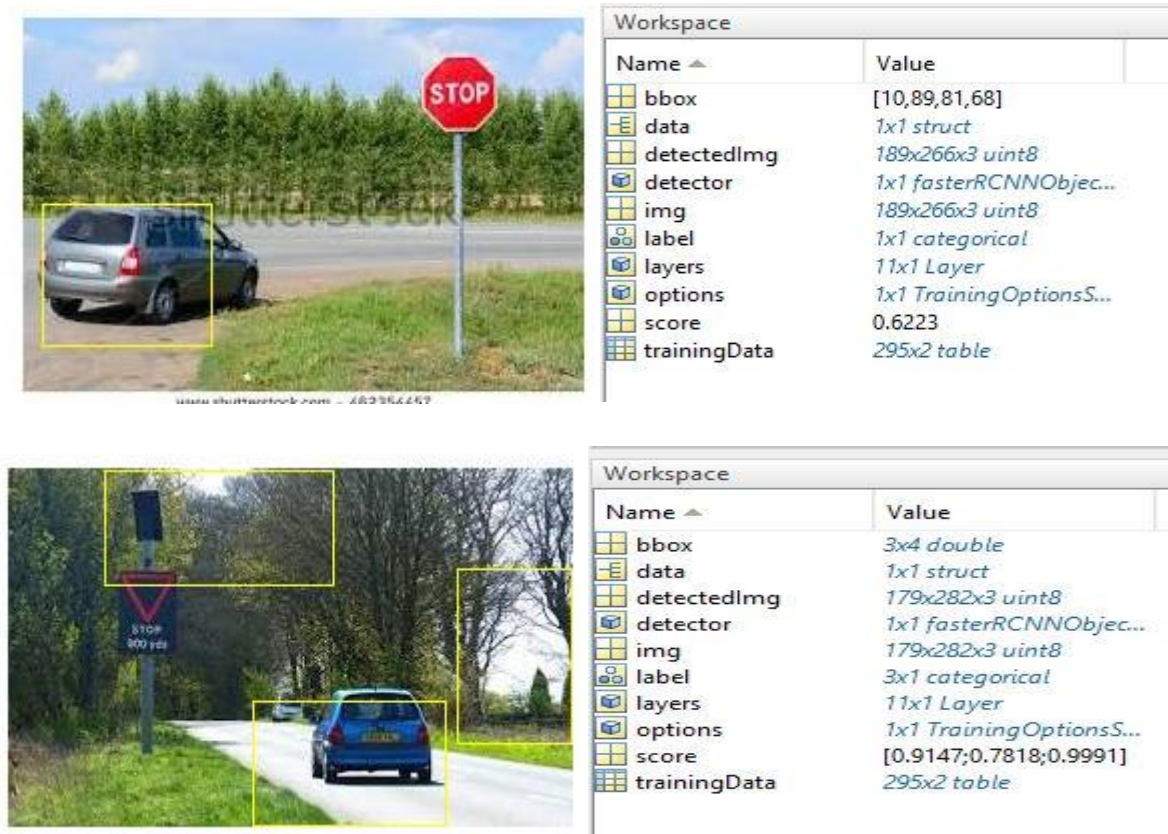 STOP
shutterstock
www.shutterstock.com · 482354457
Workspace
Name Value
bbox [10,89,81,68]
data 1x1 struct
detectedImg 189x266x3 uint8
detector 1x1 fasterRCNNObjec...
img 189x266x3 uint8
label 1x1 categorical
layers 11x1 Layer
options 1x1 TrainingOptionsS...
score 0.6223
trainingData 295x2 table
STOP
800 yds
Workspace
Name Value
bbox 3x4 double
data 1x1 struct
detectedImg 179x282x3 uint8
detector 1x1 fasterRCNNObjec...
img 179x282x3 uint8
label 3x1 categorical
layers 11x1 Layer
options 1x1 TrainingOptionsS...
score [0.9147;0.7818;0.9991]
trainingData 295x2 table